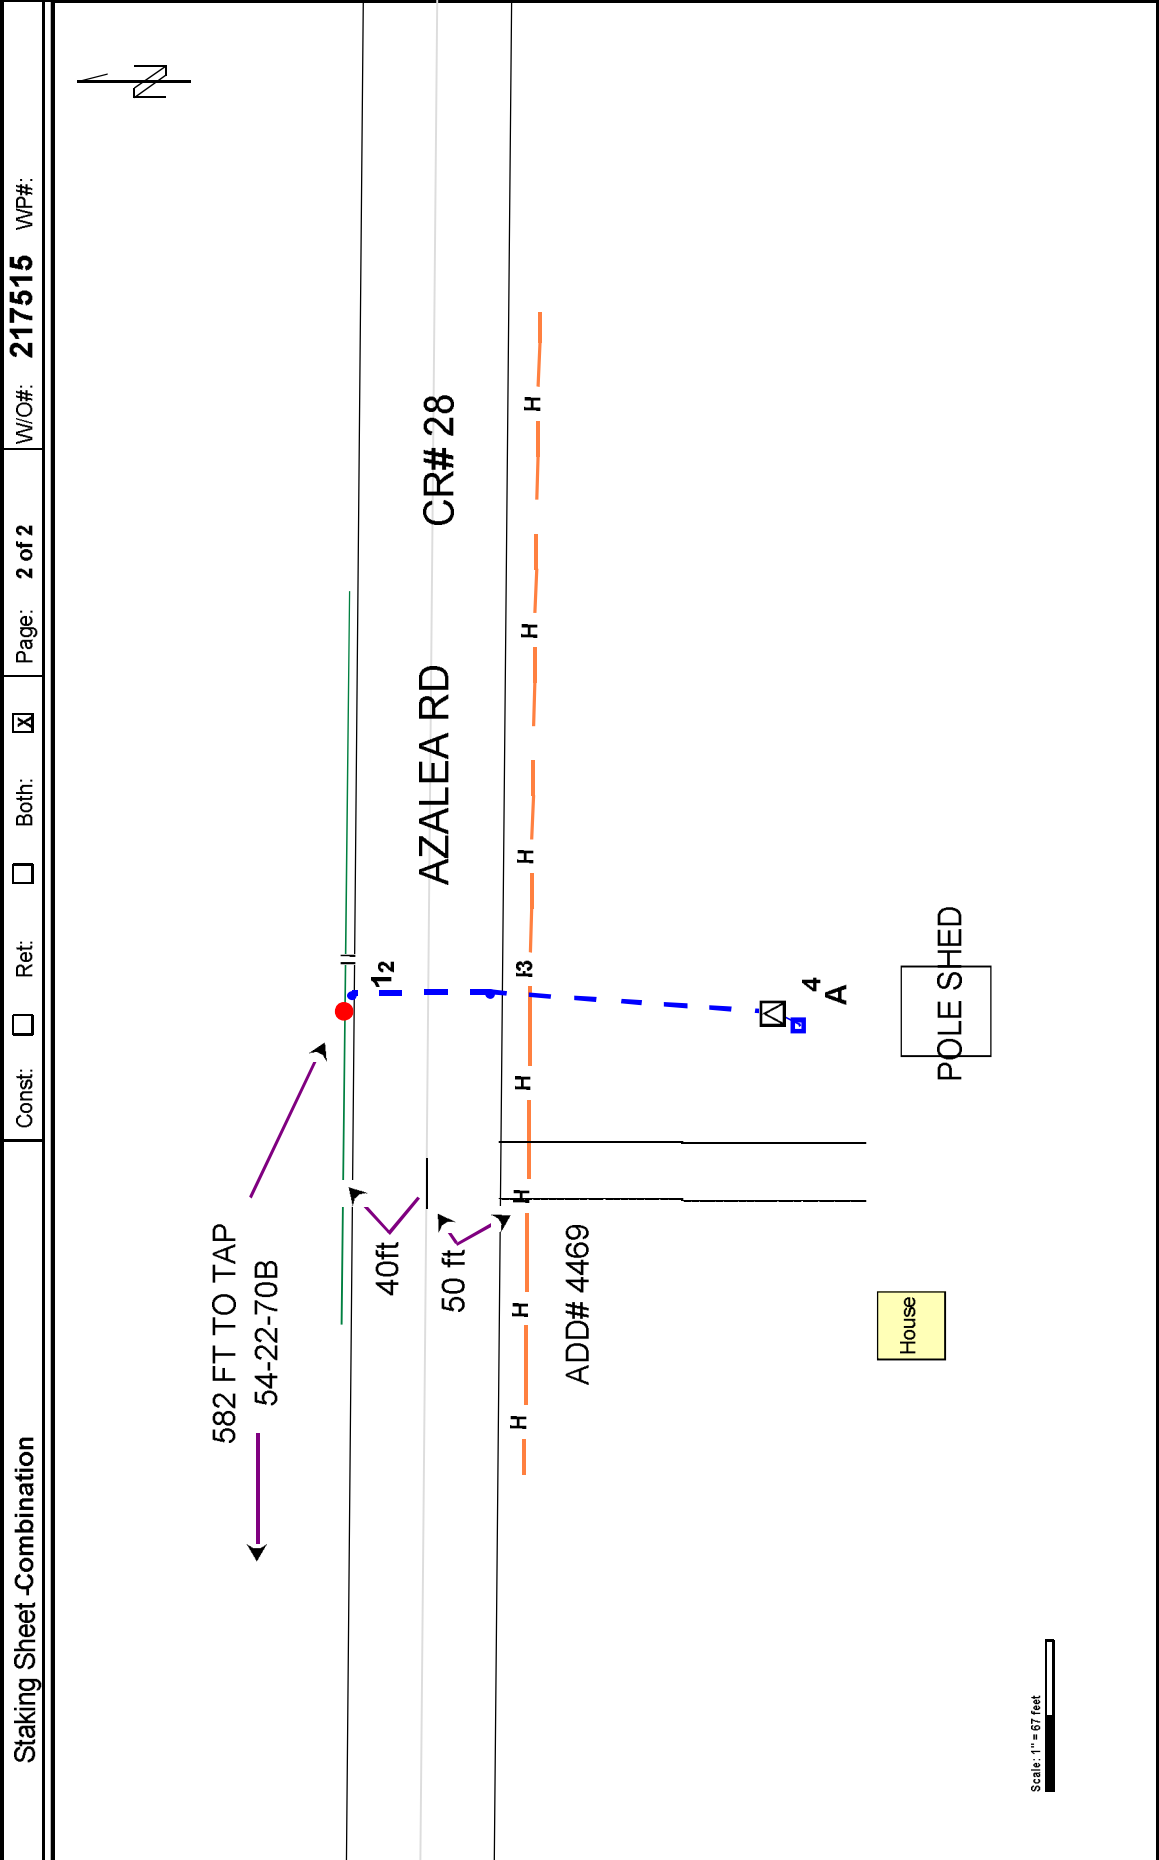 Staking Sheet -Combination
Const: Ret: Both: X
Page: 2 of 2
W/O#: 217515 WP#:
N
582 FT TO TAP
54-22-70B
40ft
50 ft
AZALEA RD
CR# 28
1 2
H
H
H
3
H
H
H
H
ADD# 4469
4
A
POLE SHED
House
Scale: 1" = 67 feet